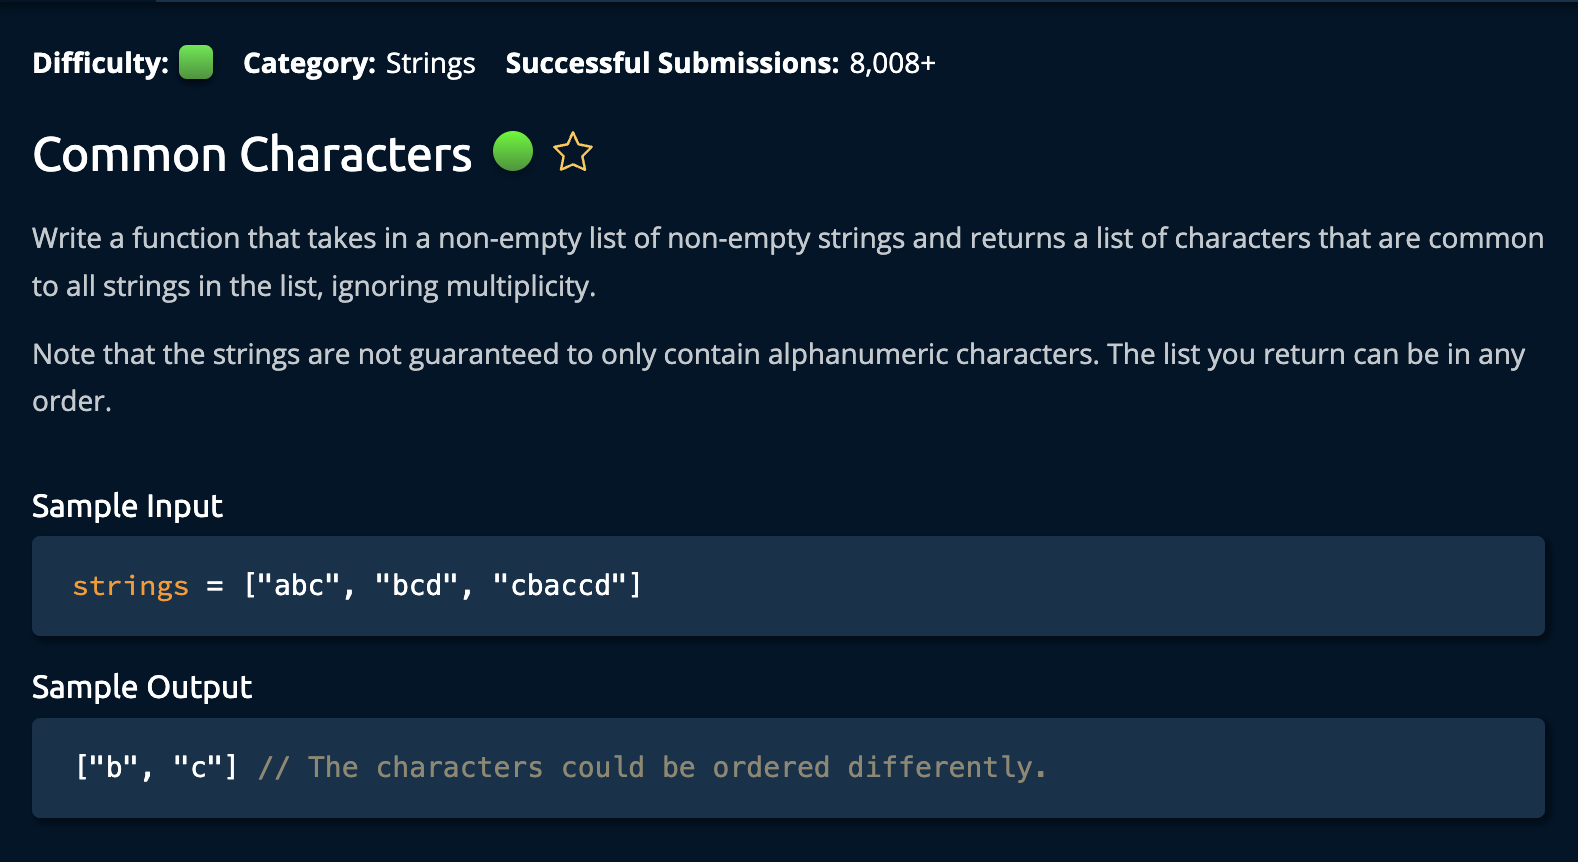 Difficulty: Category: Strings Successful Submissions: 8,008+
Common Characters
Write a function that takes in a non-empty list of non-empty strings and returns a list of characters that are common
to all strings in the list, ignoring multiplicity.
Note that the strings are not guaranteed to only contain alphanumeric characters. The list you return can be in any
order.
Sample Input
strings = ["abc", "bcd", "cbaccd"]
Sample Output
["b", "c"] // The characters could be ordered differently.